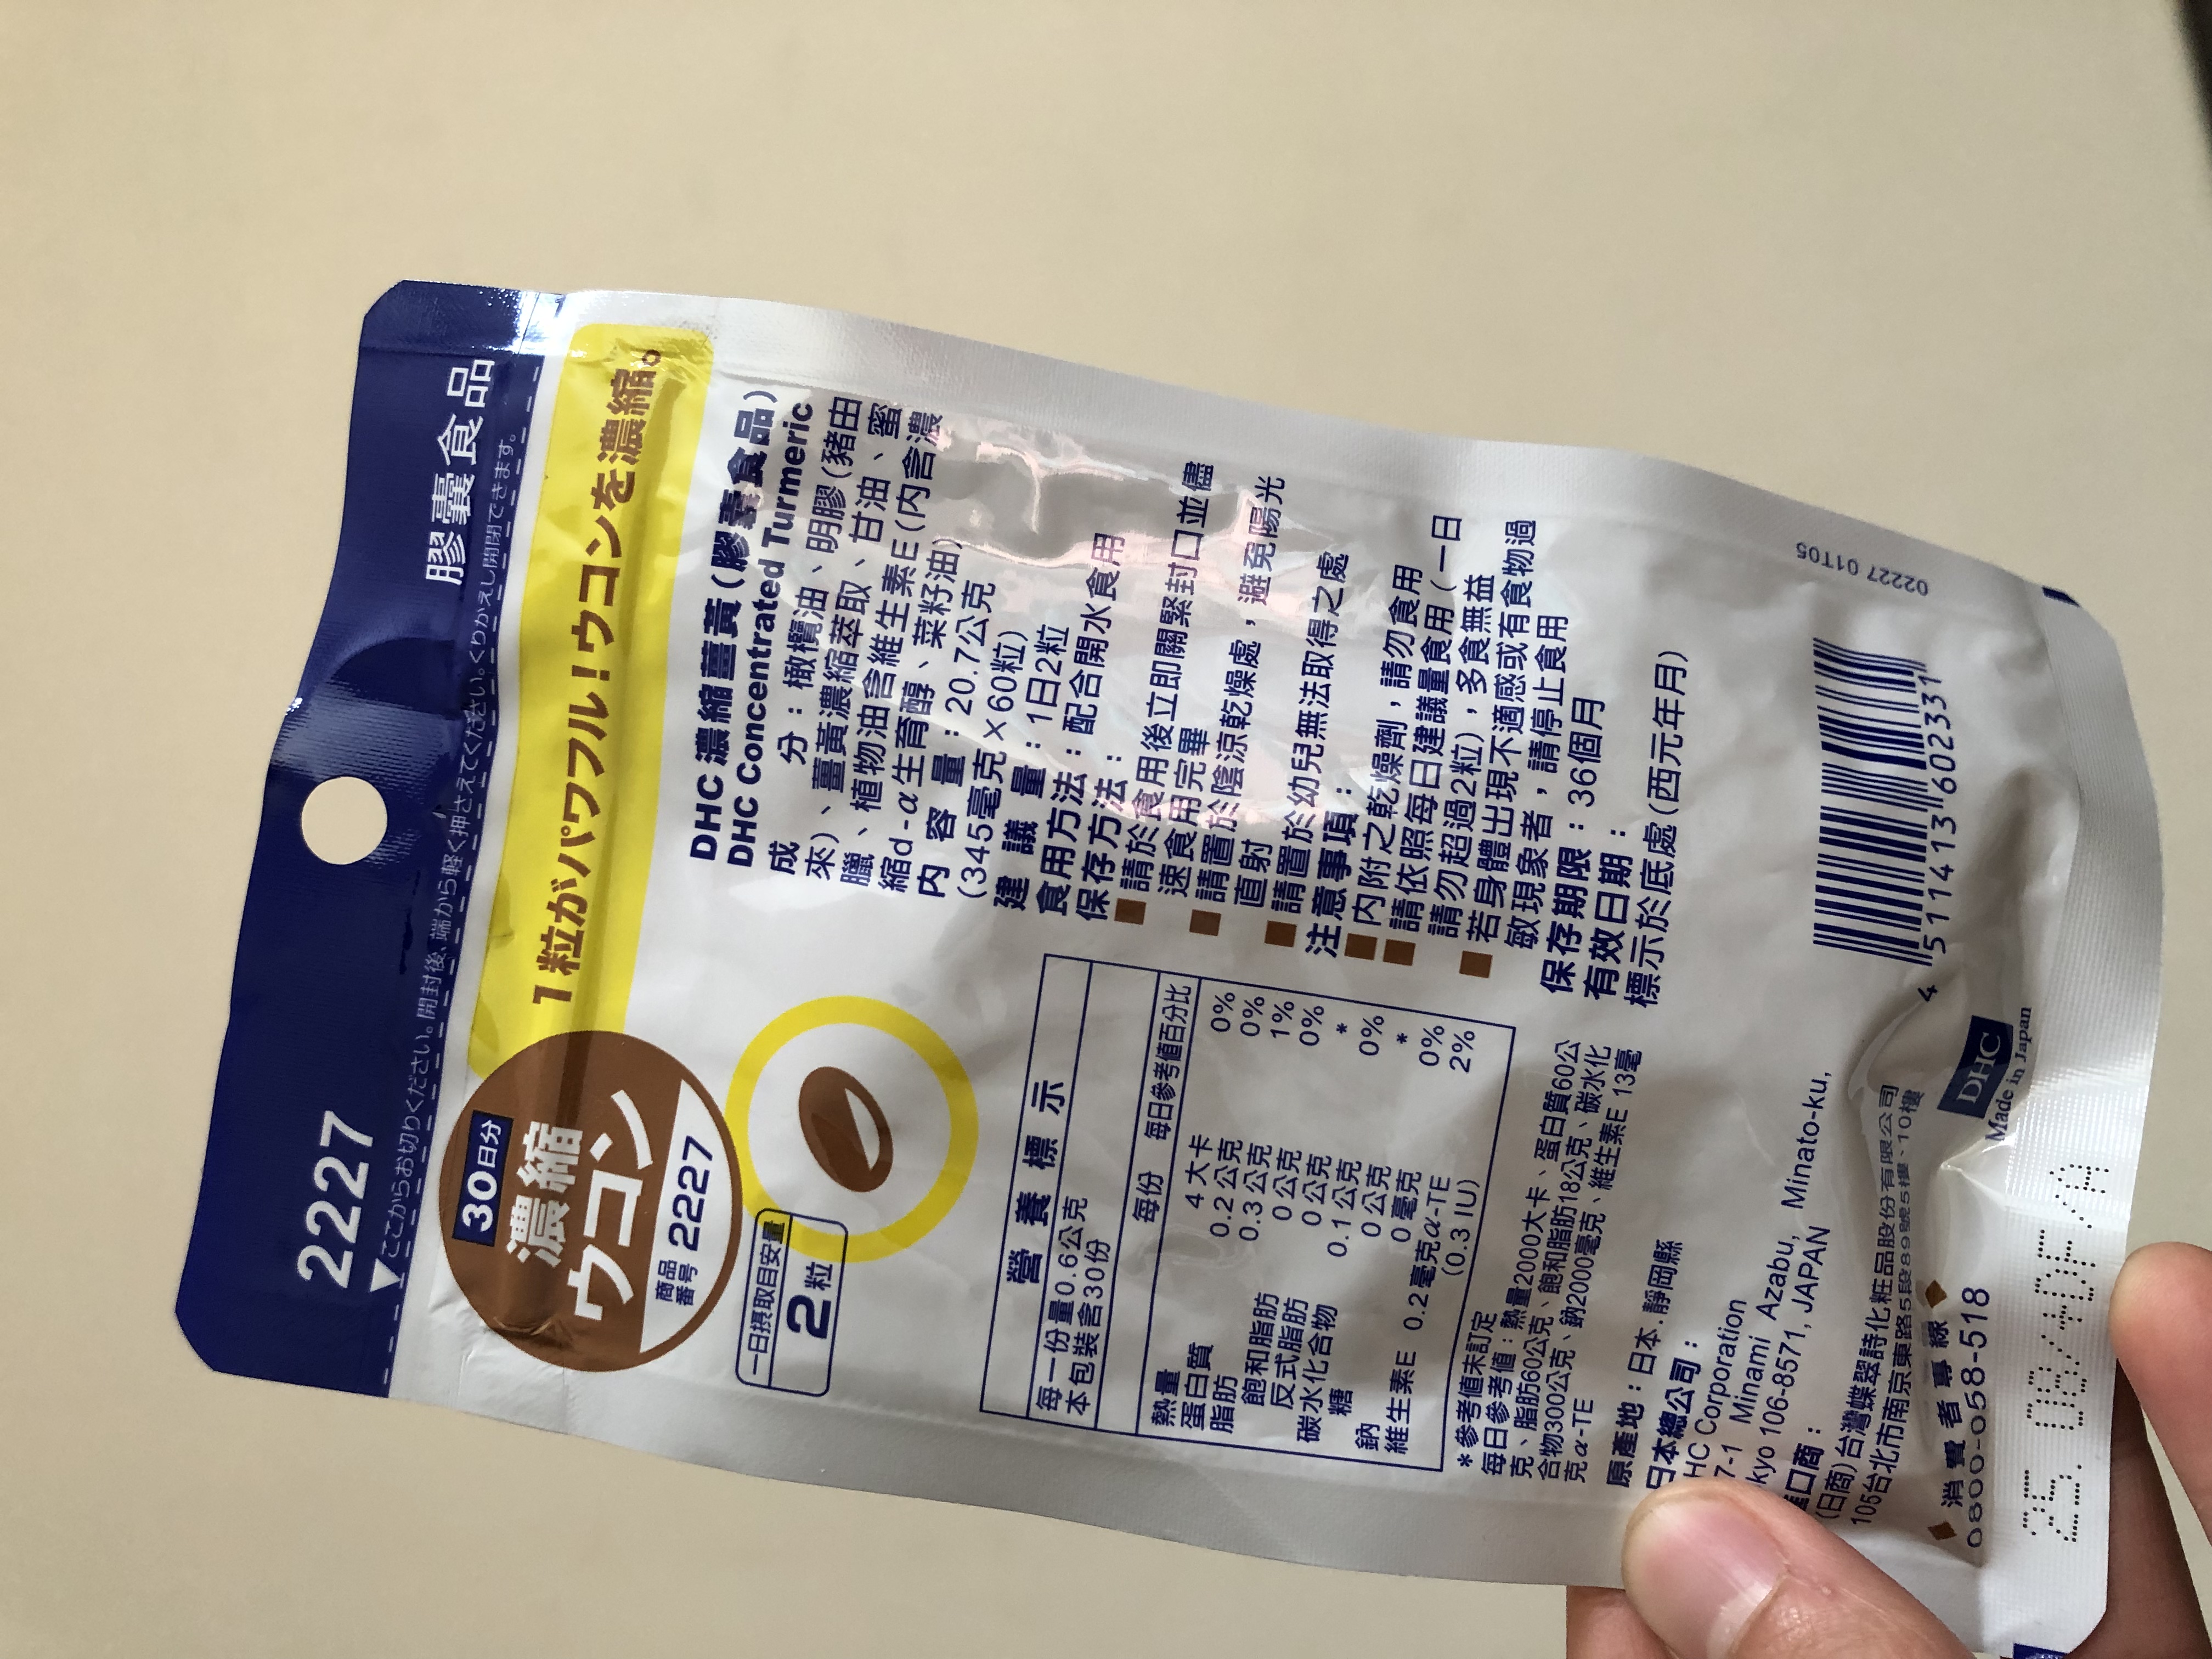 2227
膠囊食品
▼ここからお切りください。開封後、端から軽く押さえてください。くりかえし開閉できます。
30日分
濃縮
ウコン
商品
番号 2227
1粒がパワフル!ウコンを濃縮。
一日摂取目安量
2粒
DHC 濃縮薑黃(膠囊食品)
DHC Concentrated Turmeric
成 分:橄欖油、明膠(豬由
來)、薑黃濃縮萃取、甘油、蜜
臘、植物油含維生素E(內含濃
縮d-α生育醇、菜籽油)
內 容 量:20.7公克
(345毫克×60粒)
建 議 量:1日2粒
食用方法:配合開水食用
保存方法:
■請於食用後立即關緊封口並儘
速食用完畢
■請置於陰涼乾燥處,避免陽光
直射
■請置於幼兒無法取得之處
注意事項:
■內附之乾燥劑,請勿食用
■請依照每日建議量食用(一日
請勿超過2粒),多食無益
■若身體出現不適感或有食物過
敏現象者,請停止食用
保存期限:36個月
有效日期:
標示於底處(西元年月)
營養標示
每一份量0.6公克
本包裝含30份
每份 每日參考值百分比
熱量 4大卡 0%
蛋白質 0.2公克 0%
脂肪 0.3公克 1%
飽和脂肪 0公克 0%
反式脂肪 0公克 *
碳水化合物 0.1公克 0%
糖 0公克 *
鈉 0毫克 0%
維生素E 0.2毫克α-TE 2%
(0.3 IU)
*參考值未訂定
每日參考值:熱量2000大卡、蛋白質60公
克、脂肪60公克、飽和脂肪18公克、碳水化
合物300公克、鈉2000毫克、維生素E 13毫
克α-TE
原產地:日本.靜岡縣
日本總公司:
HC Corporation
7-1 Minami Azabu, Minato-ku,
kyo 106-8571, JAPAN
口商:
(日商)台灣蝶翠詩化粧品股份有限公司
105台北市南京東路5段89號5樓、10樓
◆消費者專線◆
0800-058-518
DHC
Made in Japan
4 511413 602331
02227 01T05
25.08/4DF/A